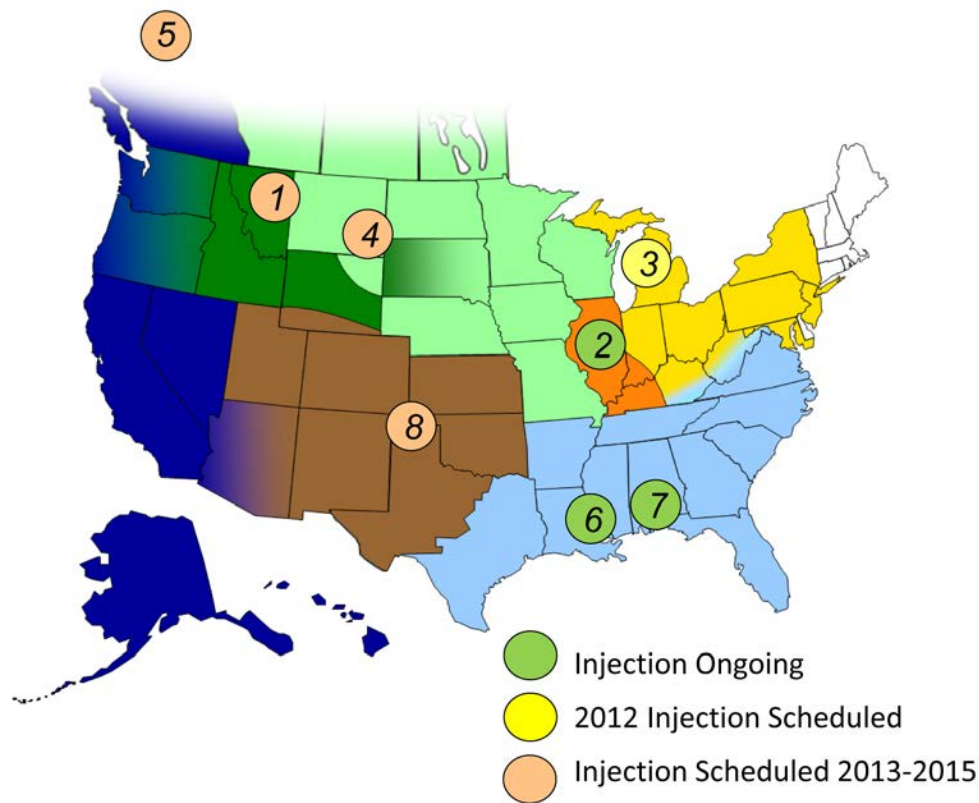 5
1
4
3
2
8
6
7
Injection Ongoing
2012 Injection Scheduled
Injection Scheduled 2013-2015